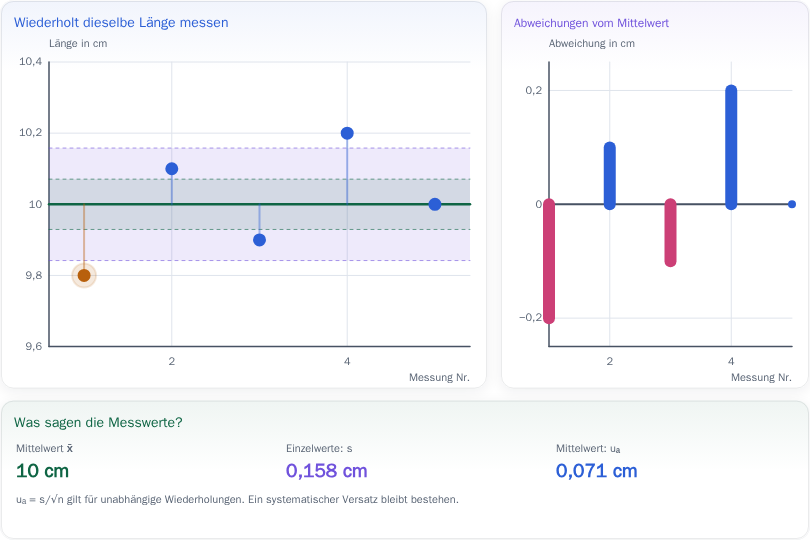 Wiederholt dieselbe Länge messen
Länge in cm
10,4
10,2
10
9,8
9,6
2
4
Messung Nr.
Abweichungen vom Mittelwert
Abweichung in cm
0,2
0
−0,2
2
4
Messung Nr.
Was sagen die Messwerte?
Mittelwert x̄
Einzelwerte: s
Mittelwert: uₐ
10 cm
0,158 cm
0,071 cm
uₐ = s/√n gilt für unabhängige Wiederholungen. Ein systematischer Versatz bleibt bestehen.